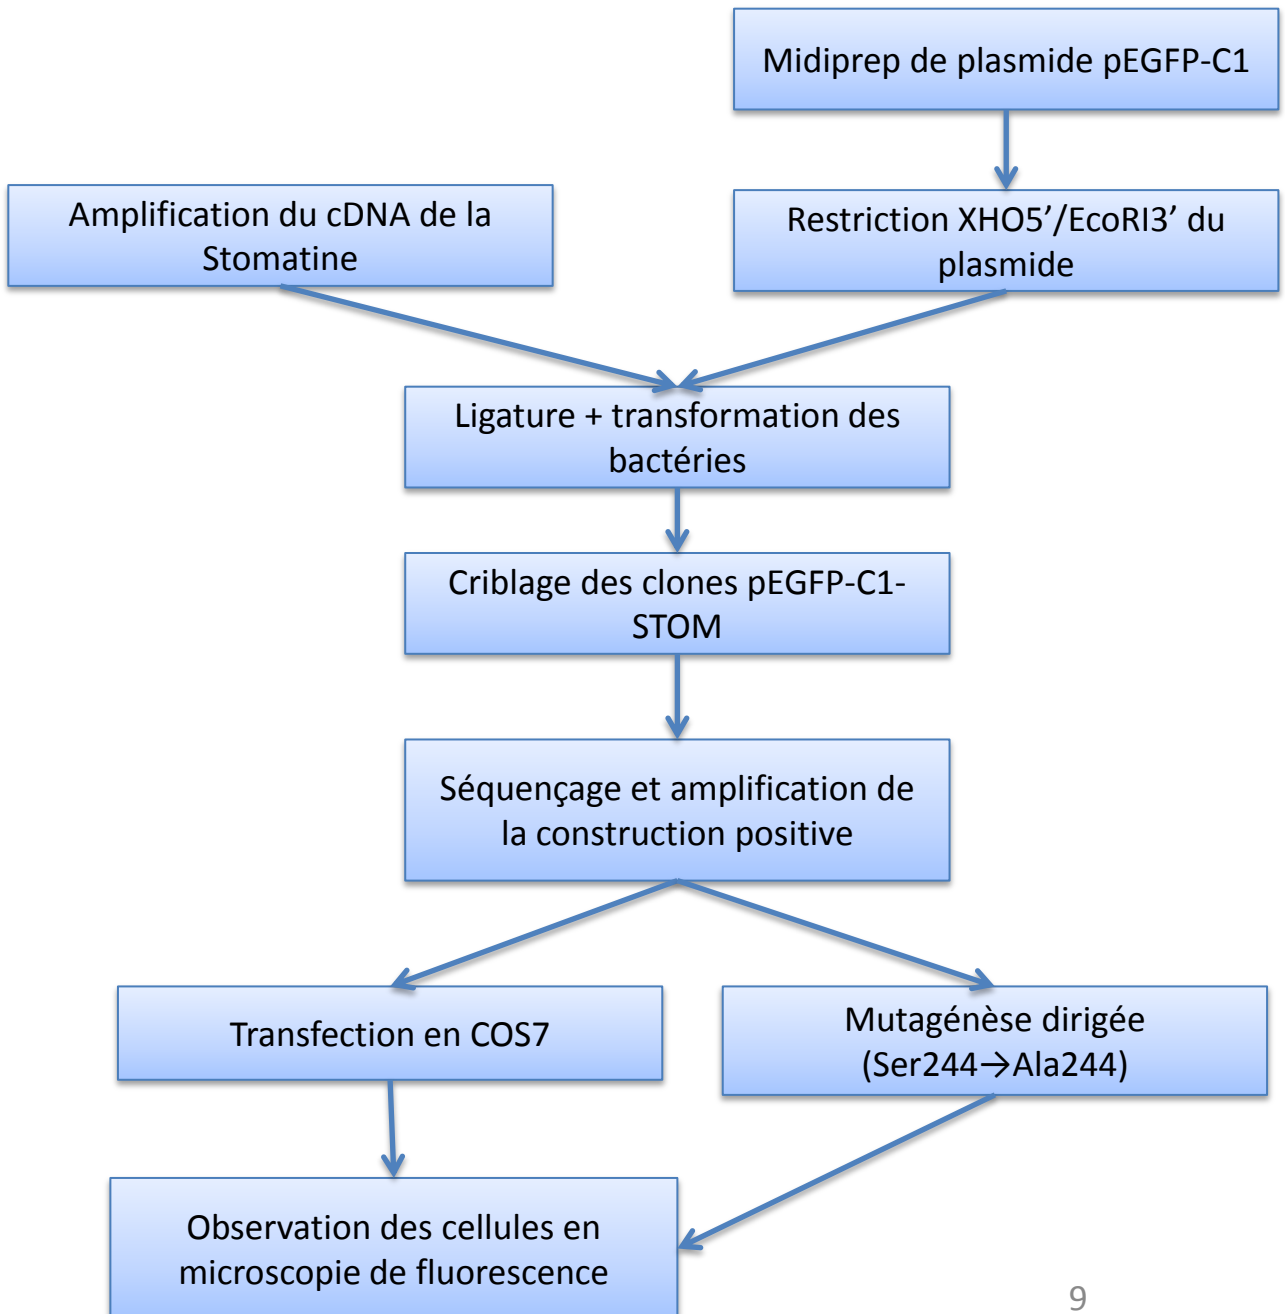 Midiprep de plasmide pEGFP-C1
Amplification du cDNA de la
Stomatine
Restriction XHO5’/EcoRI3’ du
plasmide
Ligature + transformation des
bactéries
Criblage des clones pEGFP-C1-
STOM
Séquençage et amplification de
la construction positive
Transfection en COS7
Mutagénèse dirigée
(Ser244→Ala244)
Observation des cellules en
microscopie de fluorescence
9